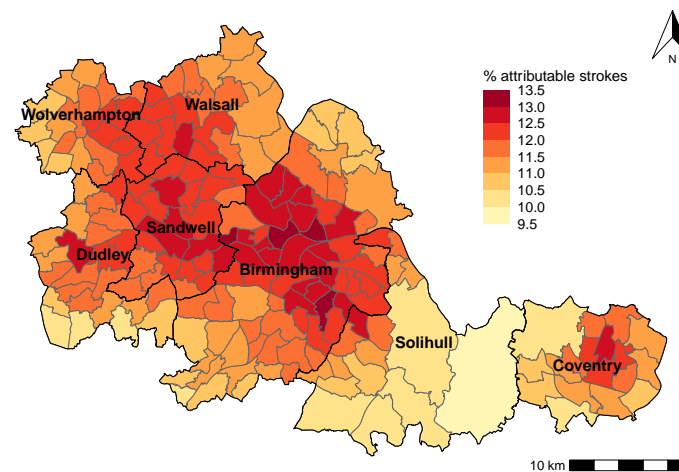 N
% attributable strokes
13.5
13.0
12.5
12.0
11.5
11.0
10.5
10.0
9.5
Wolverhampton
Walsall
Sandwell
Dudley
Birmingham
Solihull
Coventry
10 km